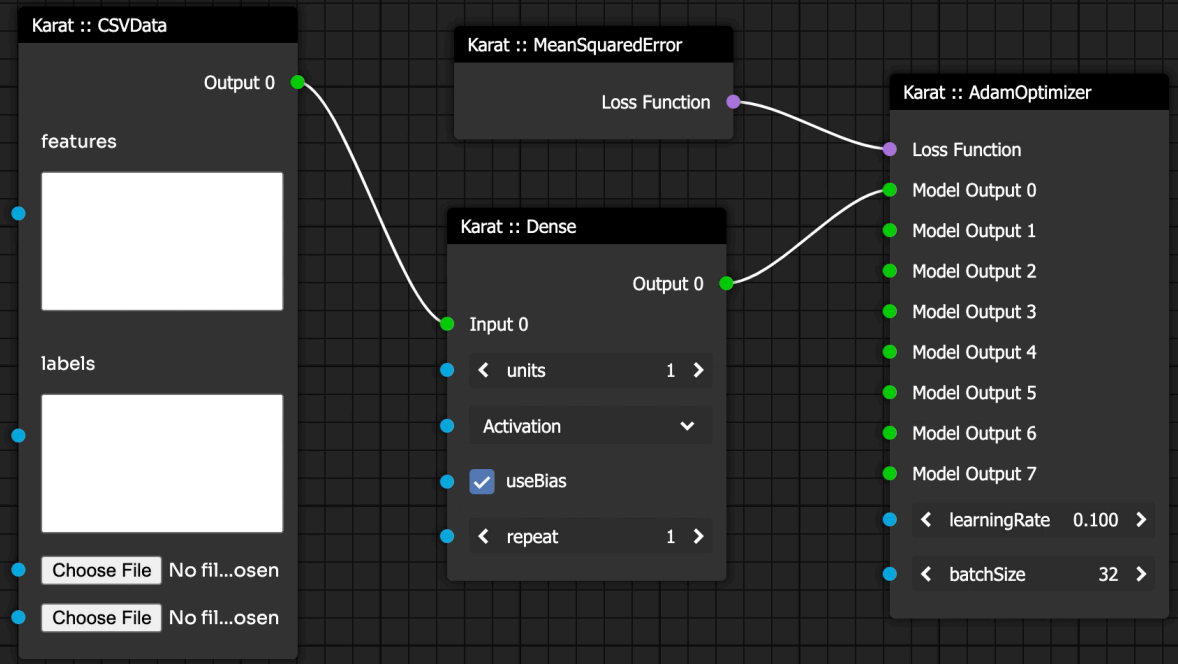 Karat :: CSVData
Output 0
features
labels
Choose File No fil...osen
Choose File No fil...osen
Karat :: MeanSquaredError
Loss Function
Karat :: Dense
Output 0
Input 0
units 1
Activation
useBias
repeat 1
Karat :: AdamOptimizer
Loss Function
Model Output 0
Model Output 1
Model Output 2
Model Output 3
Model Output 4
Model Output 5
Model Output 6
Model Output 7
learningRate 0.100
batchSize 32